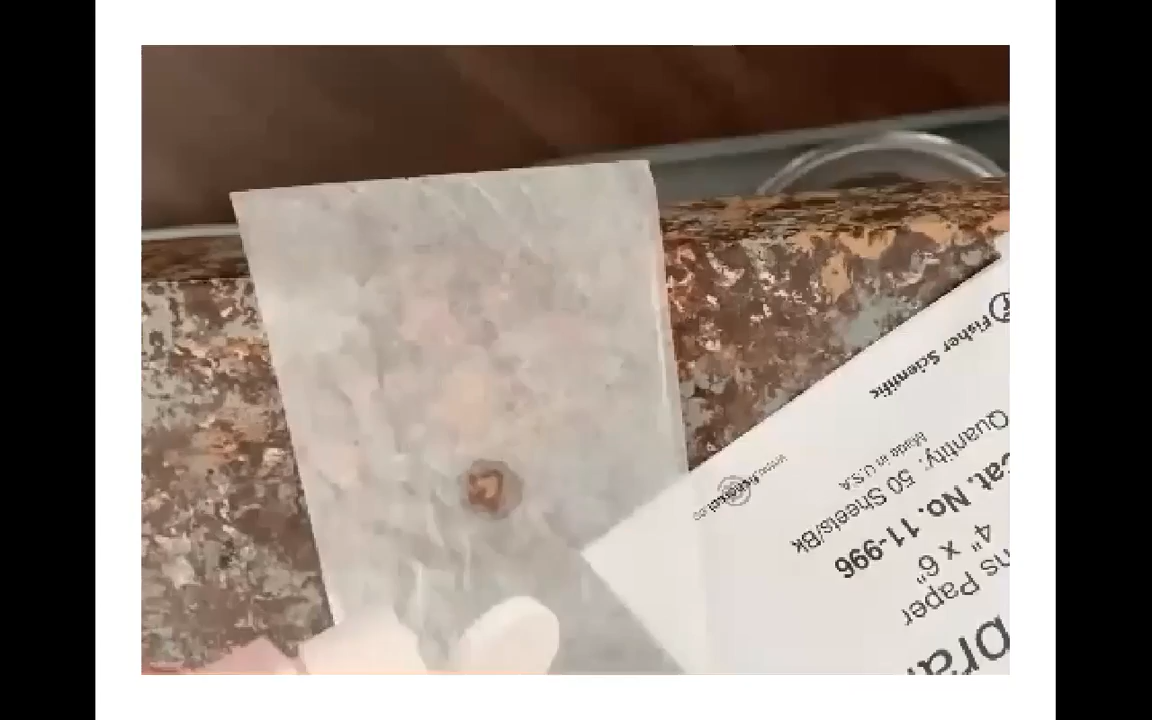 Fisher Scientific
Quantity, 50 Sheets/Bk
Made in U.S.A
Cat. No. 11-996
4" x 6"
Paper